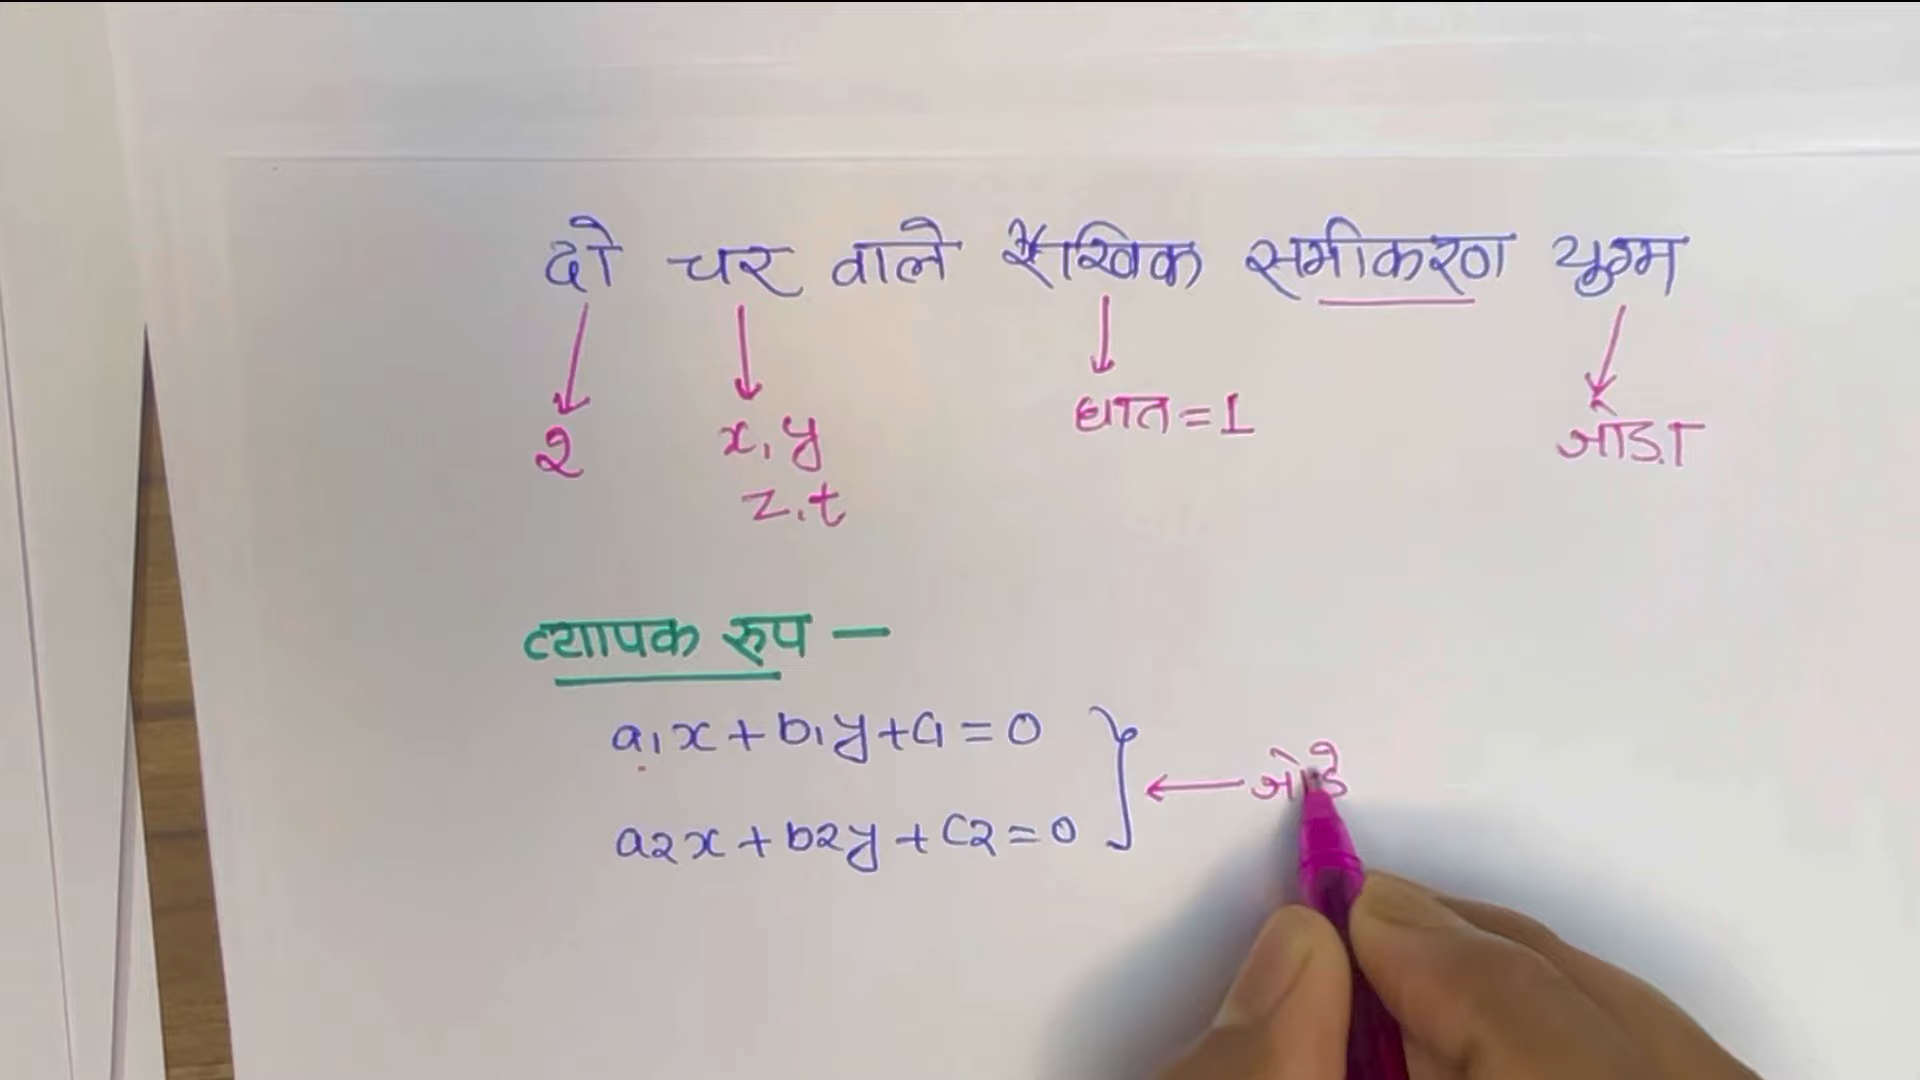 दो चर वाले रैखिक समीकरण युग्म
2 x, y घात = 1 जोड़ा
z, t
व्यापक रुप —
a₁x + b₁y + c₁ = 0
a2x + b2y + c2 = 0
← जोडे